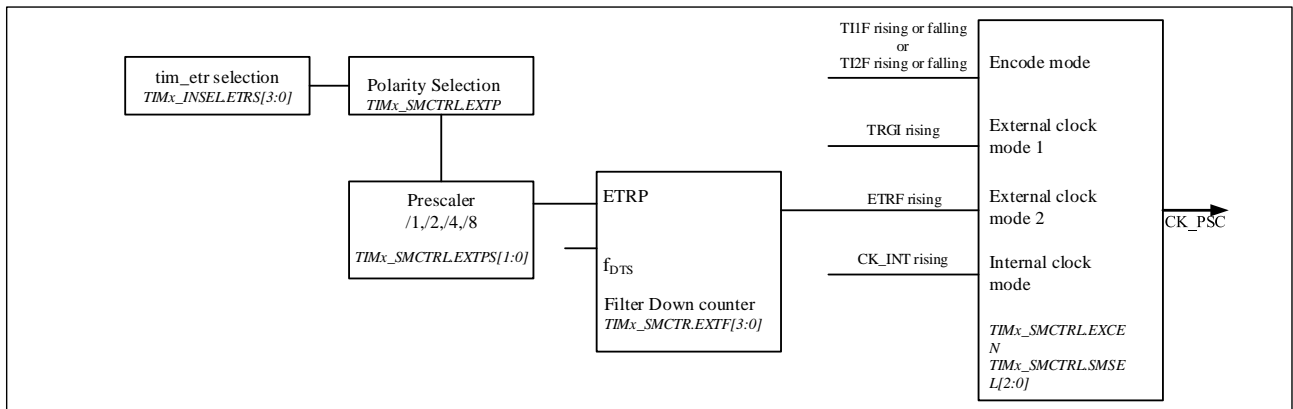 tim_etr selection
TIMx_INSEL.ETRS[3:0]
Polarity Selection
TIMx_SMCTRL.EXTP
Prescaler
/1,/2,/4,/8
TIMx_SMCTRL.EXTPS[1:0]
ETRP
fDTS
Filter Down counter
TIMx_SMCTR.EXTF[3:0]
TI1F rising or falling
or
TI2F rising or falling
TRGI rising
ETRF rising
CK_INT rising
Encode mode
External clock
mode 1
External clock
mode 2
Internal clock
mode
TIMx_SMCTRL.EXCE
N
TIMx_SMCTRL.SMSE
L[2:0]
CK_PSC